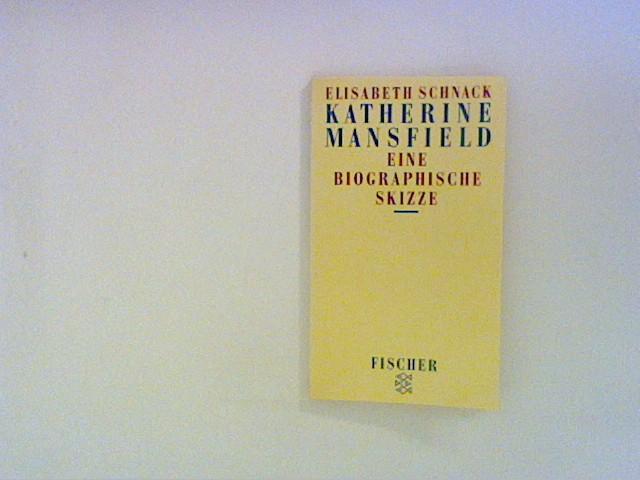 ELISABETH SCHNACK
KATHERINE
MANSFIELD
EINE
BIOGRAPHISCHE
SKIZZE
FISCHER